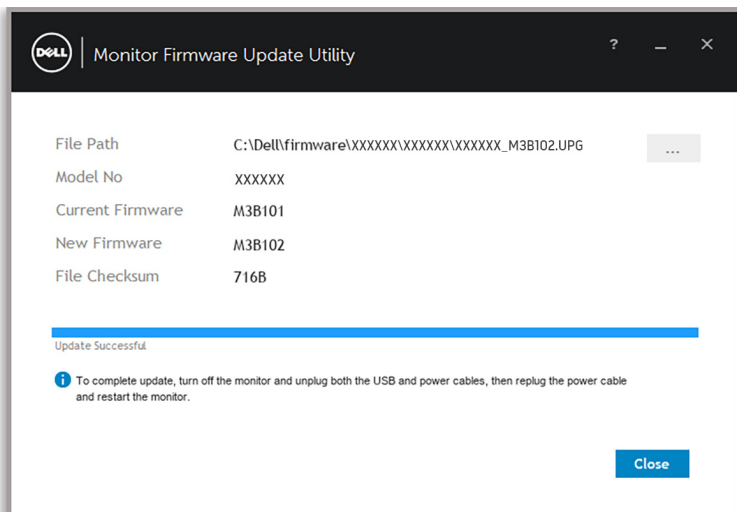 DELL
Monitor Firmware Update Utility
? _ ×
File Path C:\Dell\firmware\XXXXXX\XXXXXX\XXXXXX_M3B102.UPG ...
Model No XXXXXX
Current Firmware M3B101
New Firmware M3B102
File Checksum 716B
Update Successful
To complete update, turn off the monitor and unplug both the USB and power cables, then replug the power cable
and restart the monitor.
Close